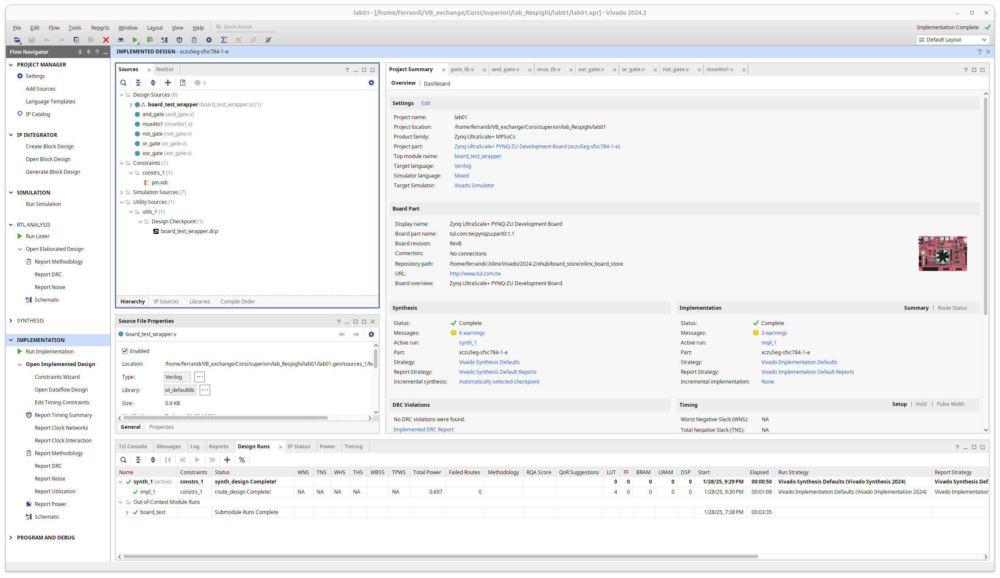 lab01 - [/home/ferrandi/VB_exchange/Corsi/superiori/lab_Respighi/lab01/lab01.xpr] - Vivado 2024.2
File Edit Flow Tools Reports Window Layout View Help Quick Access
Implementation Complete
Default Layout
Flow Navigator
IMPLEMENTED DESIGN - xczu5eg-sfvc784-1-e
PROJECT MANAGER
Settings
Add Sources
Language Templates
IP Catalog
IP INTEGRATOR
Create Block Design
Open Block Design
Generate Block Design
SIMULATION
Run Simulation
RTL ANALYSIS
Run Linter
Open Elaborated Design
Report Methodology
Report DRC
Report Noise
Schematic
SYNTHESIS
IMPLEMENTATION
Run Implementation
Open Implemented Design
Constraints Wizard
Open Dataflow Design
Edit Timing Constraints
Report Timing Summary
Report Clock Networks
Report Clock Interaction
Report Methodology
Report DRC
Report Noise
Report Utilization
Report Power
Schematic
PROGRAM AND DEBUG
Sources Netlist
0
Design Sources (6)
board_test_wrapper (board_test_wrapper.v) (1)
and_gate (and_gate.v)
mux4to1 (mux4to1.v)
not_gate (not_gate.v)
or_gate (or_gate.v)
xor_gate (xor_gate.v)
Constraints (1)
constrs_1 (1)
pin.xdc
Simulation Sources (7)
Utility Sources (1)
utils_1 (1)
Design Checkpoint (1)
board_test_wrapper.dcp
Hierarchy IP Sources Libraries Compile Order
Source File Properties
board_test_wrapper.v
Enabled
Location: /home/ferrandi/VB_exchange/Corsi/superiori/lab_Respighi/lab01/lab01.gen/sources_1/b
Type: Verilog
Library: xil_defaultlib
Size: 0.9 KB
General Properties
Project Summary gate_tb.v and_gate.v mux_tb.v xor_gate.v or_gate.v not_gate.v mux4to1.v
Overview | Dashboard
Settings Edit
Project name: lab01
Project location: /home/ferrandi/VB_exchange/Corsi/superiori/lab_Respighi/lab01
Product family: Zynq UltraScale+ MPSoCs
Project part: Zynq UltraScale+ PYNQ-ZU Development Board (xczu5eg-sfvc784-1-e)
Top module name: board_test_wrapper
Target language: Verilog
Simulator language: Mixed
Target Simulator: Vivado Simulator
Board Part
Display name: Zynq UltraScale+ PYNQ-ZU Development Board
Board part name: tul.com.tw:pynqzu:part0:1.1
Board revision: RevB
Connectors: No connections
Repository path: /home/ferrandi/.Xilinx/Vivado/2024.2/xhub/board_store/xilinx_board_store
URL: http://www.tul.com.tw
Board overview: Zynq UltraScale+ PYNQ-ZU Development Board
Synthesis
Status: Complete
Messages: 6 warnings
Active run: synth_1
Part: xczu5eg-sfvc784-1-e
Strategy: Vivado Synthesis Defaults
Report Strategy: Vivado Synthesis Default Reports
Incremental synthesis: Automatically selected checkpoint
Implementation Summary | Route Status
Status: Complete
Messages: 3 warnings
Active run: impl_1
Part: xczu5eg-sfvc784-1-e
Strategy: Vivado Implementation Defaults
Report Strategy: Vivado Implementation Default Reports
Incremental implementation: None
DRC Violations
No DRC violations were found.
Implemented DRC Report
Timing Setup | Hold | Pulse Width
Worst Negative Slack (WNS): NA
Total Negative Slack (TNS): NA
Tcl Console Messages Log Reports Design Runs IP Status Power Timing
Name Constraints Status WNS TNS WHS THS WBSS TPWS Total Power Failed Routes Methodology RQA Score QoR Suggestions LUT FF BRAM URAM DSP Start Elapsed Run Strategy Report Strategy
synth_1 (active) constrs_1 synth_design Complete! 0 0 0 0 0 1/28/25, 9:29 PM 00:00:50 Vivado Synthesis Defaults (Vivado Synthesis 2024) Vivado Synthesis Def
impl_1 constrs_1 route_design Complete! NA NA NA NA NA 0.697 0 4 0 0 0 0 1/28/25, 9:30 PM 00:01:08 Vivado Implementation Defaults (Vivado Implementation 2024) Vivado Implementation
Out-of-Context Module Runs
board_test Submodule Runs Complete 1/28/25, 7:38 PM 00:03:35